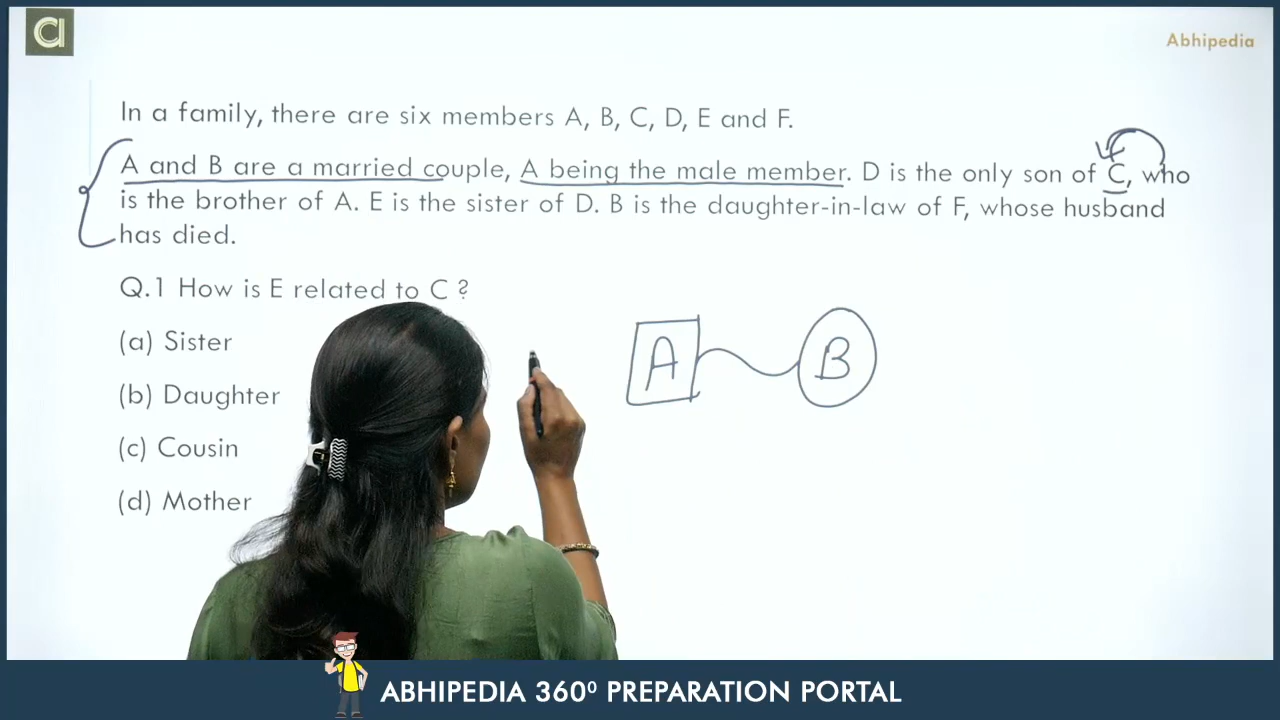 a
Abhipedia
In a family, there are six members A, B, C, D, E and F.
A and B are a married couple, A being the male member. D is the only son of C, who
is the brother of A. E is the sister of D. B is the daughter-in-law of F, whose husband
has died.
Q.1 How is E related to C ?
(a) Sister
A B
(b) Daughter
(c) Cousin
(d) Mother
ABHIPEDIA 360⁰ PREPARATION PORTAL